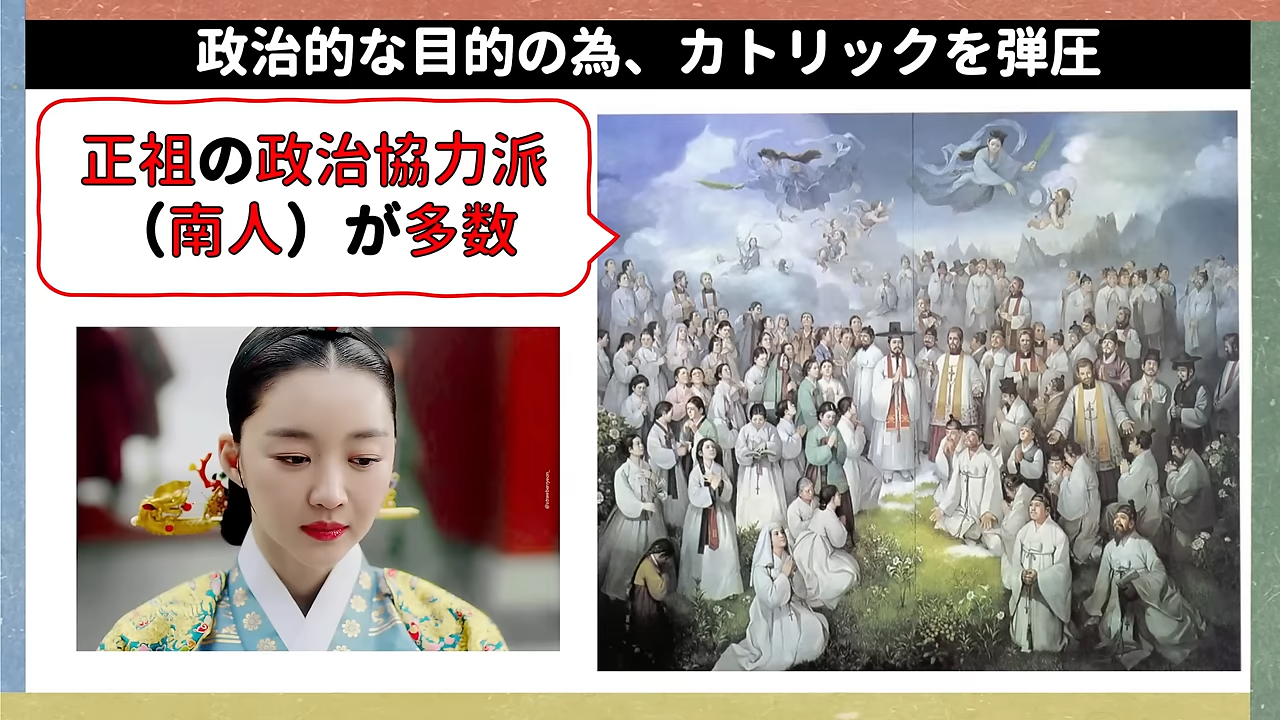 政治的な目的の為、カトリックを弾圧
正祖の政治協力派
（南人）が多数